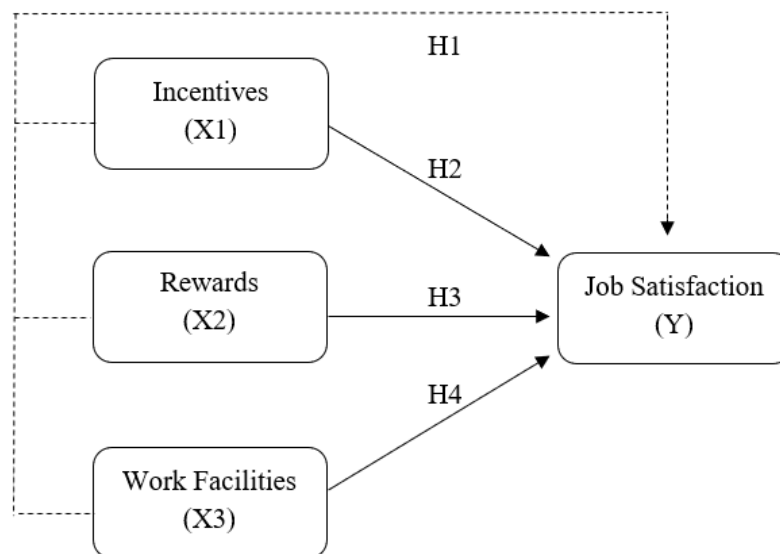 H1
Incentives
(X1)
H2
Rewards
(X2)
H3
Job Satisfaction
(Y)
H4
Work Facilities
(X3)